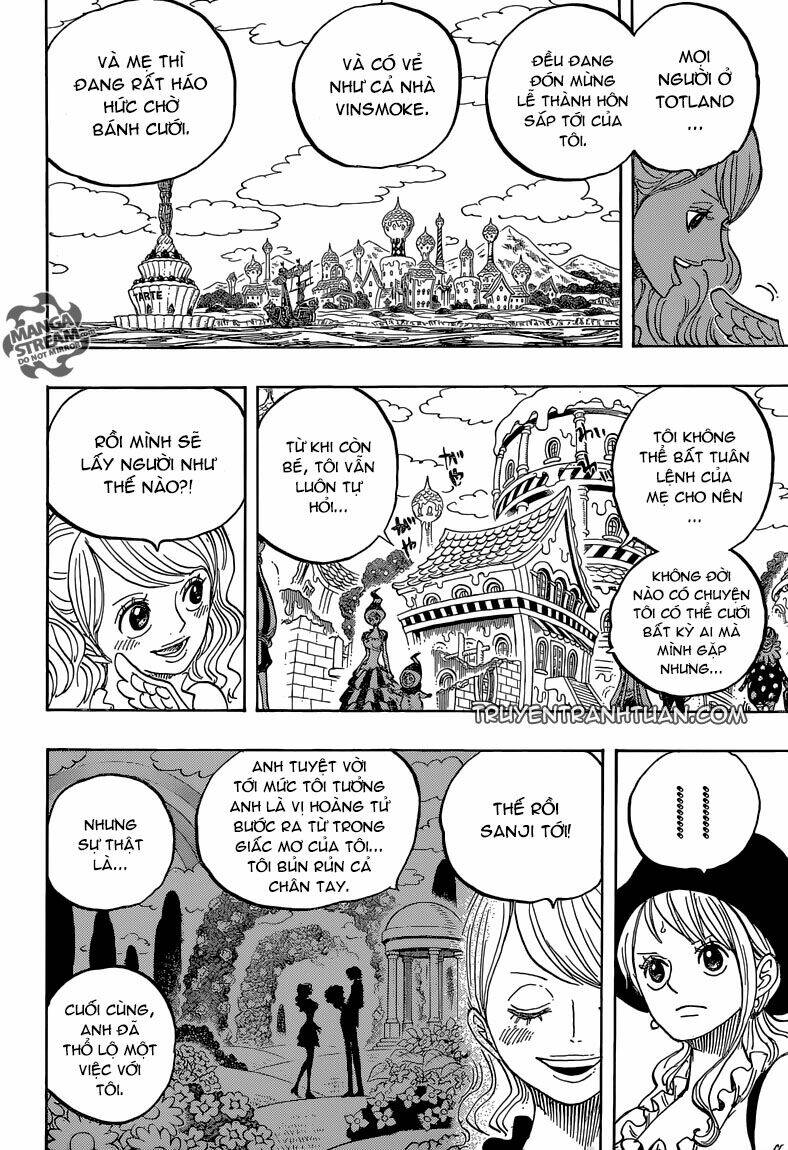 MỌI
NGƯỜI Ở
TOTLAND
...
ĐỀU ĐANG
ĐÓN MỪNG
LỄ THÀNH HÔN
SẮP TỚI CỦA
TÔI.
VÀ CÓ VẺ
NHƯ CẢ NHÀ
VINSMOKE.
VÀ MẸ THÌ
ĐANG RẤT HÁO
HỨC CHỜ
BÁNH CƯỚI.
TARTE
MANGA
STREAM
DO NOT MIRROR
TÔI KHÔNG
THỂ BẤT TUÂN
LỆNH CỦA
MẸ CHO NÊN
...
KHÔNG ĐỜI
NÀO CÓ CHUYỆN
TÔI CÓ THỂ CƯỚI
BẤT KỲ AI MÀ
MÌNH GẶP
NHƯNG...
TỪ KHI CÒN
BÉ, TÔI VẪN
LUÔN TỰ
HỎI...
RỒI MÌNH SẼ
LẤY NGƯỜI NHƯ
THẾ NÀO?!
TRUYENTRANHTUAN.COM
THẾ RỒI
SANJI TỚI!
ANH TUYỆT VỜI
TỚI MỨC TÔI TƯỞNG
ANH LÀ VỊ HOÀNG TỬ
BƯỚC RA TỪ TRONG
GIẤC MƠ CỦA TÔI...
TÔI BỦN RỦN CẢ
CHÂN TAY.
NHƯNG
SỰ THẬT
LÀ...
CUỐI CÙNG,
ANH ĐÃ
THỔ LỘ MỘT
VIỆC VỚI
TÔI.